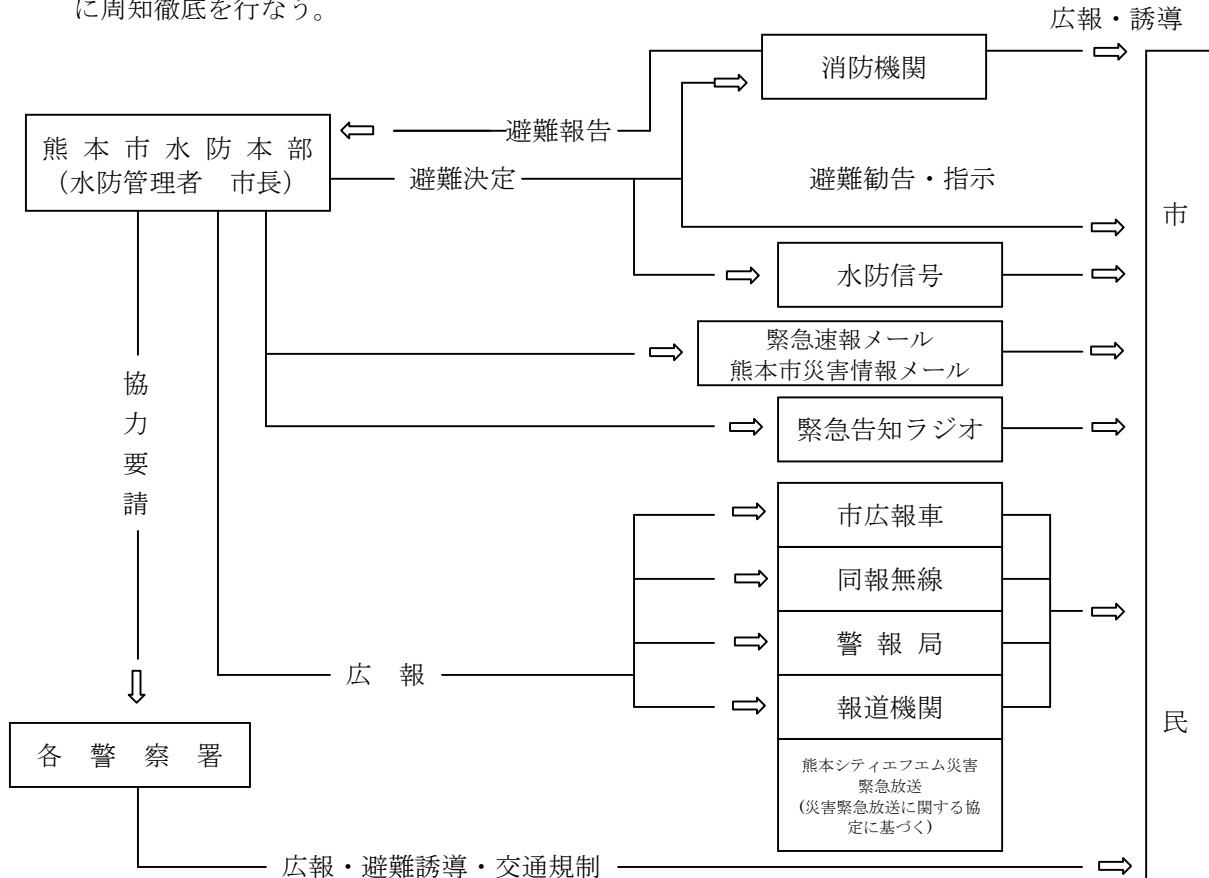 に周知徹底を行なう。
広報・誘導
消防機関
避難報告
熊本市水防本部
(水防管理者　市長)
避難決定
避難勧告・指示
市
水防信号
緊急速報メール
熊本市災害情報メール
協力要請
緊急告知ラジオ
市広報車
同報無線
警報局
広　報
報道機関
民
各警察署
熊本シティエフエム災害
緊急放送
(災害緊急放送に関する協
定に基づく)
広報・避難誘導・交通規制